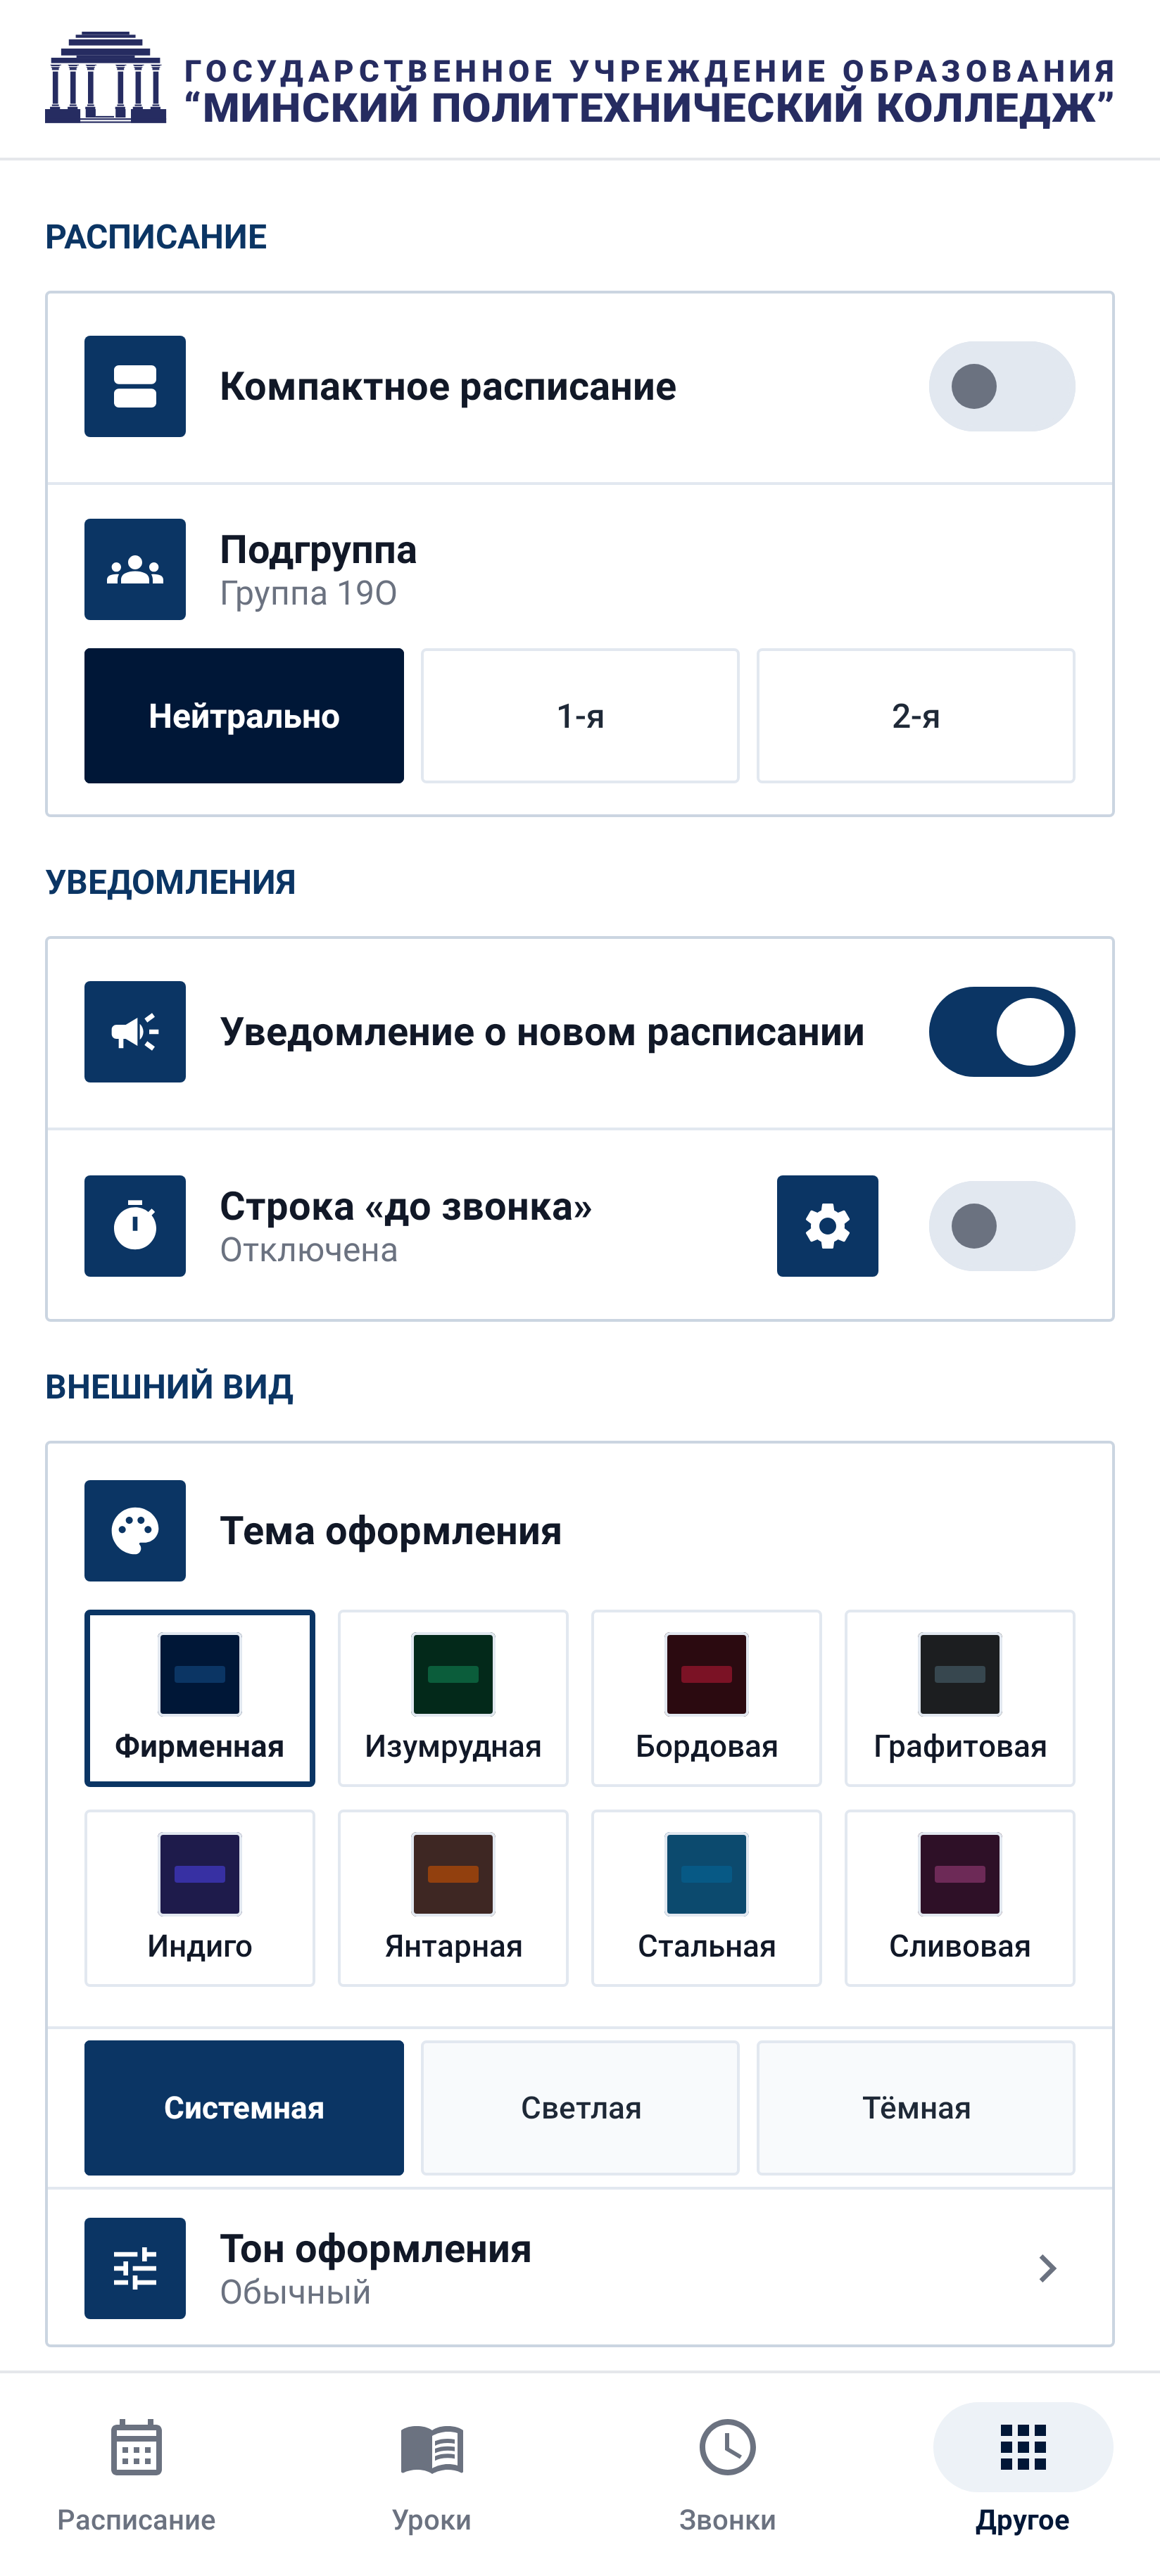 ГОСУДАРСТВЕННОЕ УЧРЕЖДЕНИЕ ОБРАЗОВАНИЯ
“МИНСКИЙ ПОЛИТЕХНИЧЕСКИЙ КОЛЛЕДЖ”
РАСПИСАНИЕ
Компактное расписание
Подгруппа
Группа 19О
Нейтрально
1-я
2-я
УВЕДОМЛЕНИЯ
Уведомление о новом расписании
Строка «до звонка»
Отключена
ВНЕШНИЙ ВИД
Тема оформления
Фирменная
Изумрудная
Бордовая
Графитовая
Индиго
Янтарная
Стальная
Сливовая
Системная
Светлая
Тёмная
Тон оформления
Обычный
Расписание
Уроки
Звонки
Другое